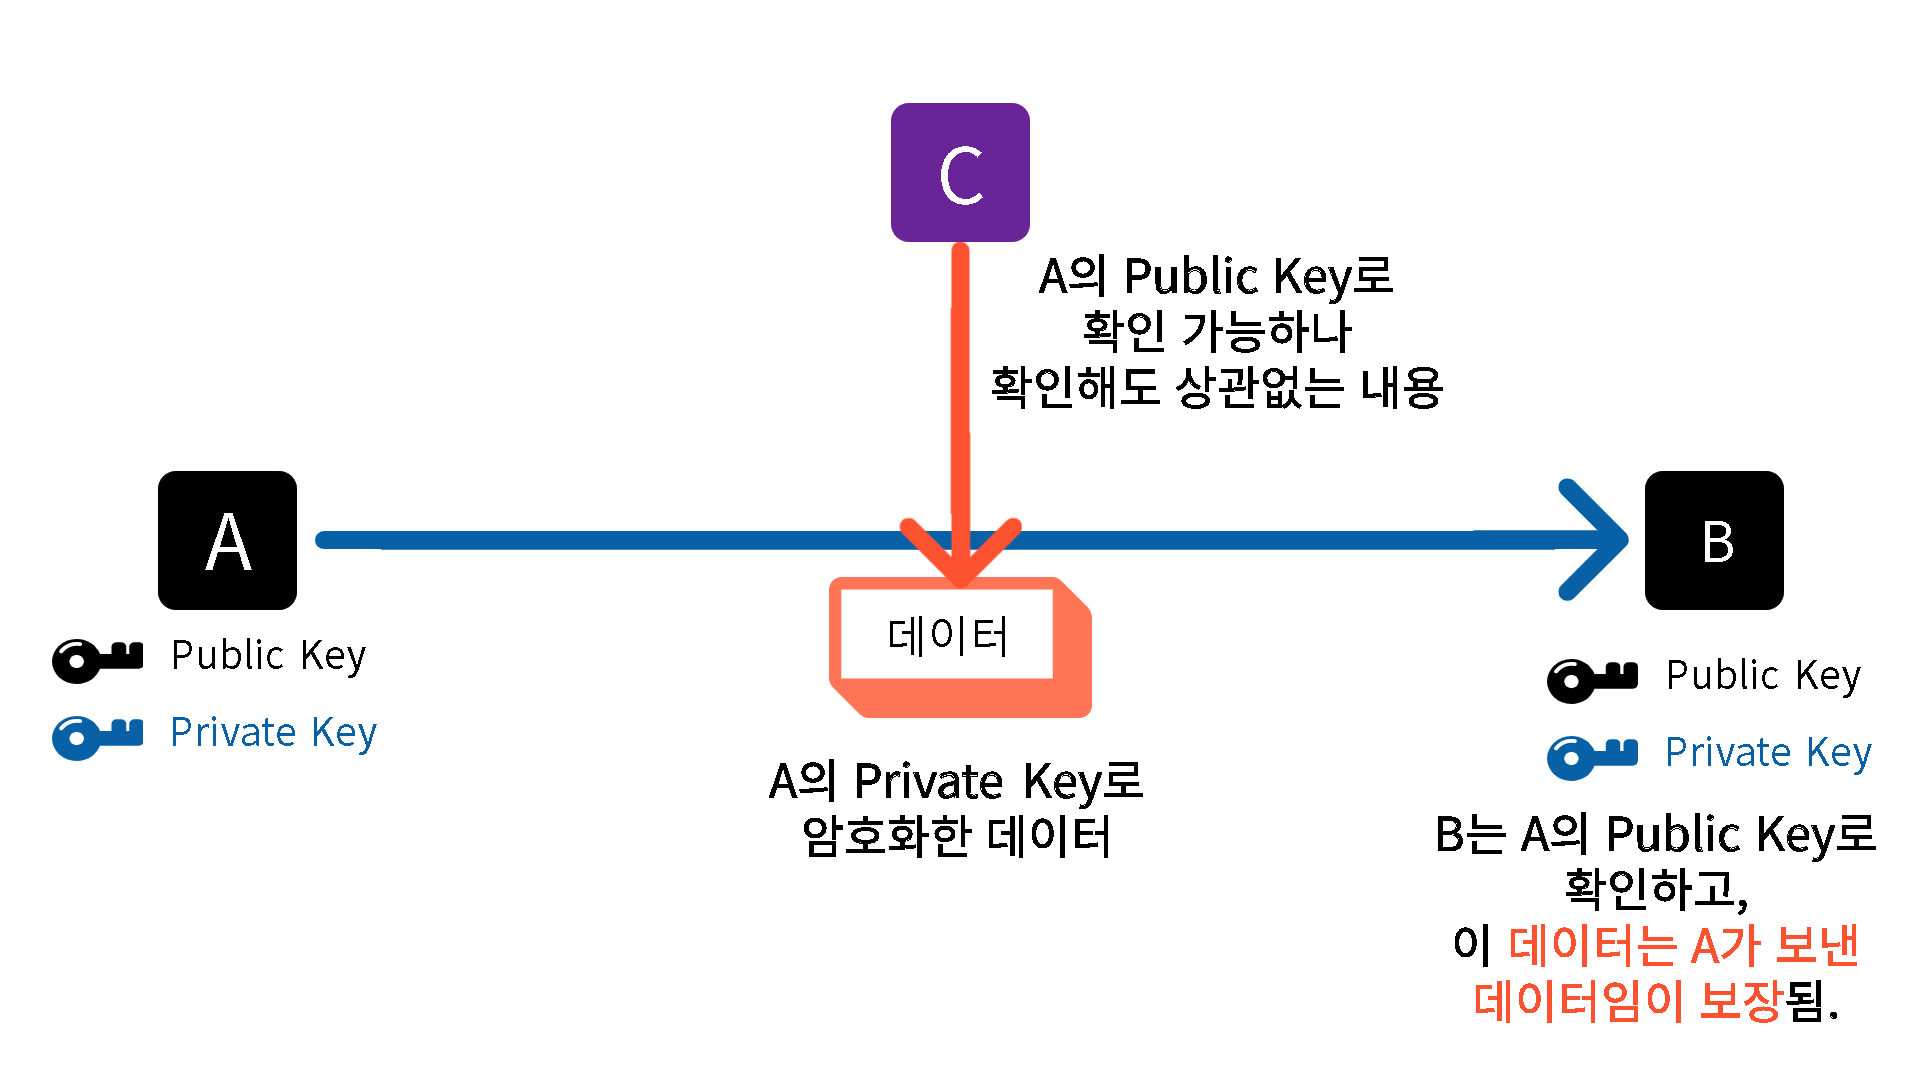 C
A의 Public Key로
확인 가능하나
확인해도 상관없는 내용
A
B
데이터
Public Key
Private Key
Public Key
Private Key
A의 Private Key로
암호화한 데이터
B는 A의 Public Key로
확인하고,
이 데이터는 A가 보낸
데이터임이 보장됨.